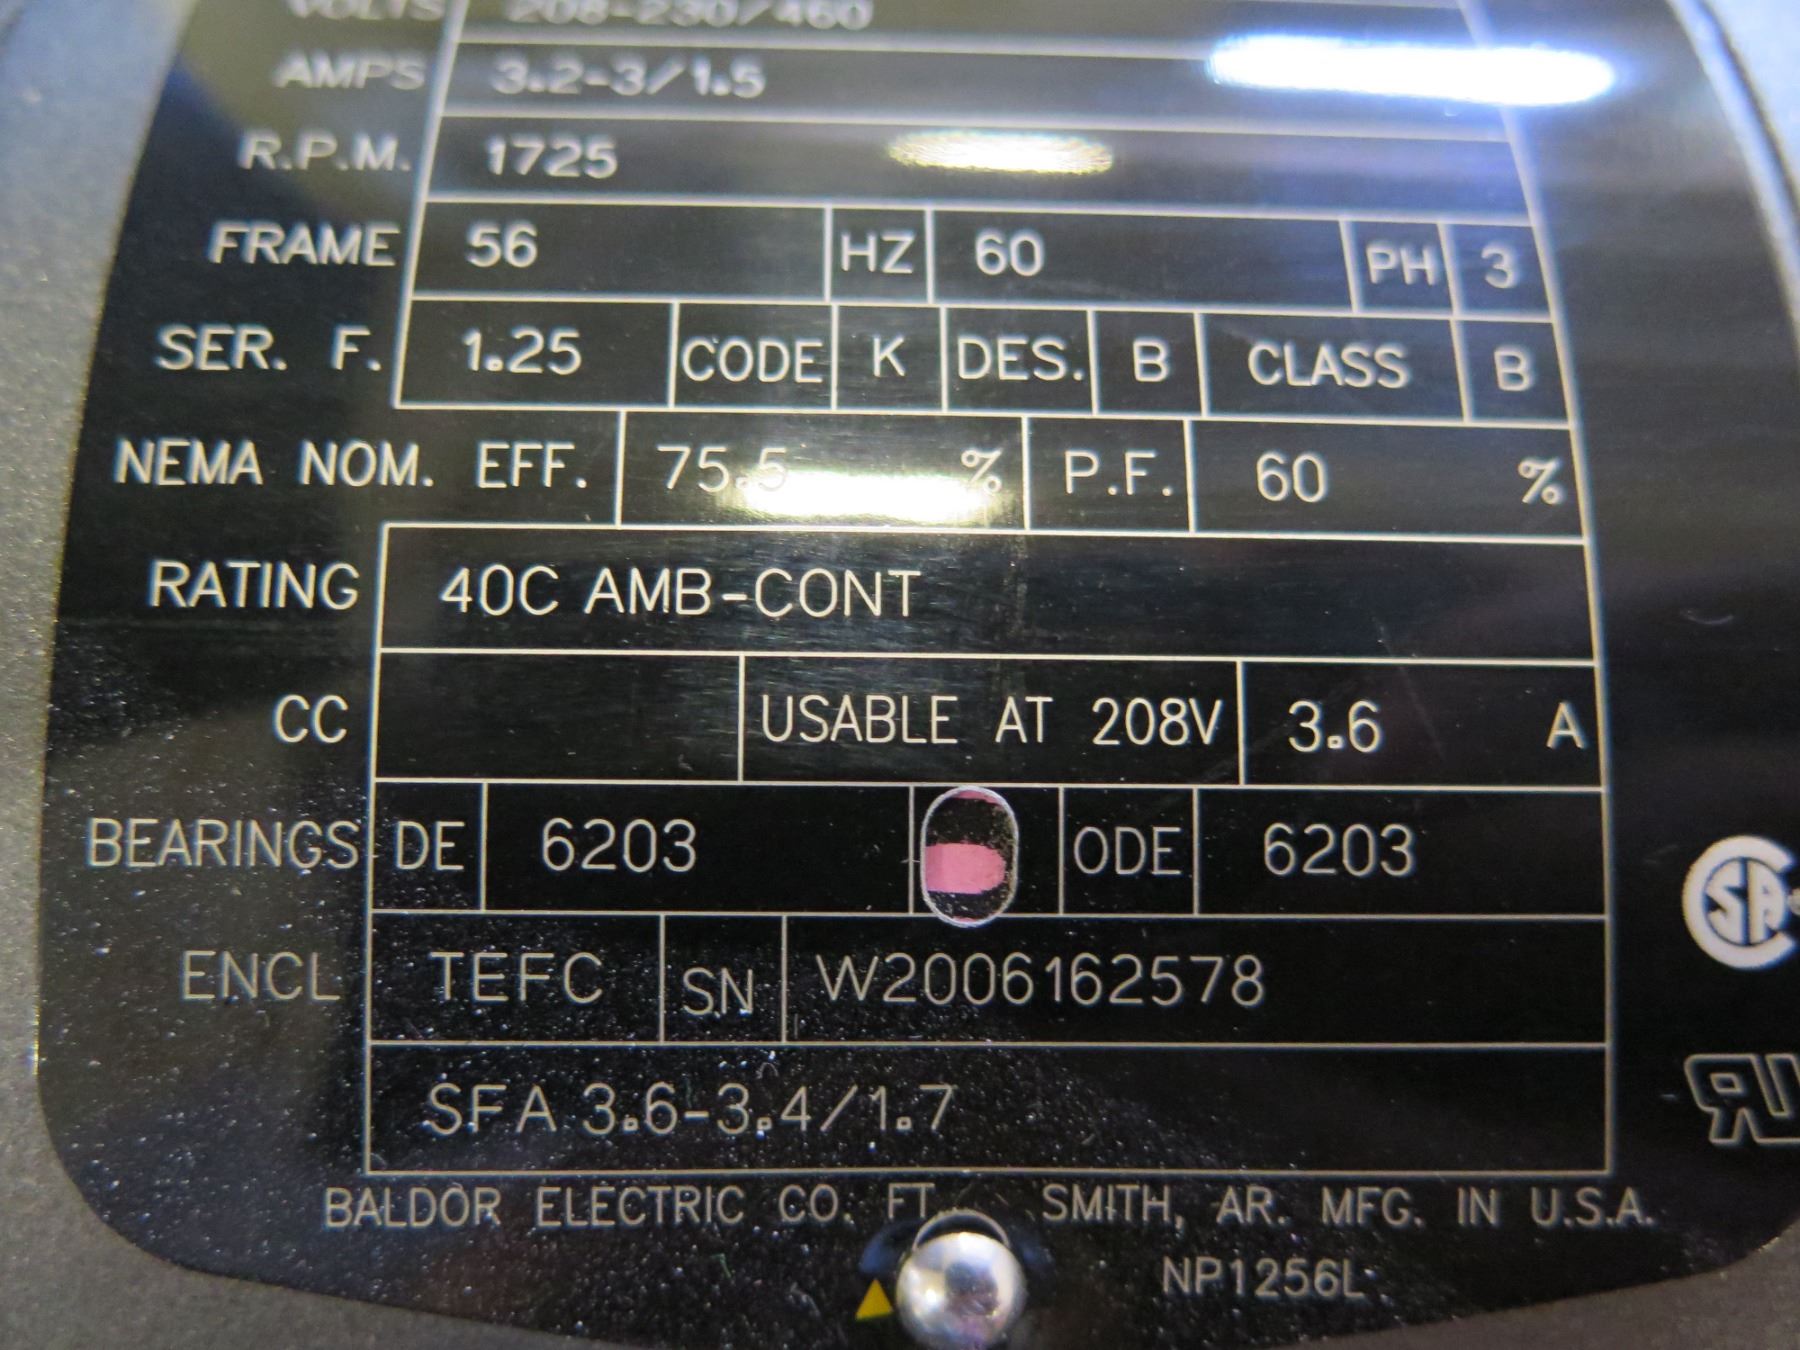 VOLTS 208-230/460
AMPS 3.2-3/1.5
R.P.M. 1725
FRAME 56 HZ 60 PH 3
SER. F. 1.25 CODE K DES. B CLASS B
NEMA NOM. EFF. 75.5 % P.F. 60 %
RATING 40C AMB-CONT
CC USABLE AT 208V 3.6 A
BEARINGS DE 6203 ODE 6203
ENCL TEFC SN W2006162578
SFA 3.6-3.4/1.7
BALDOR ELECTRIC CO. FT. SMITH, AR. MFG. IN U.S.A.
NP1256L
SA
RU